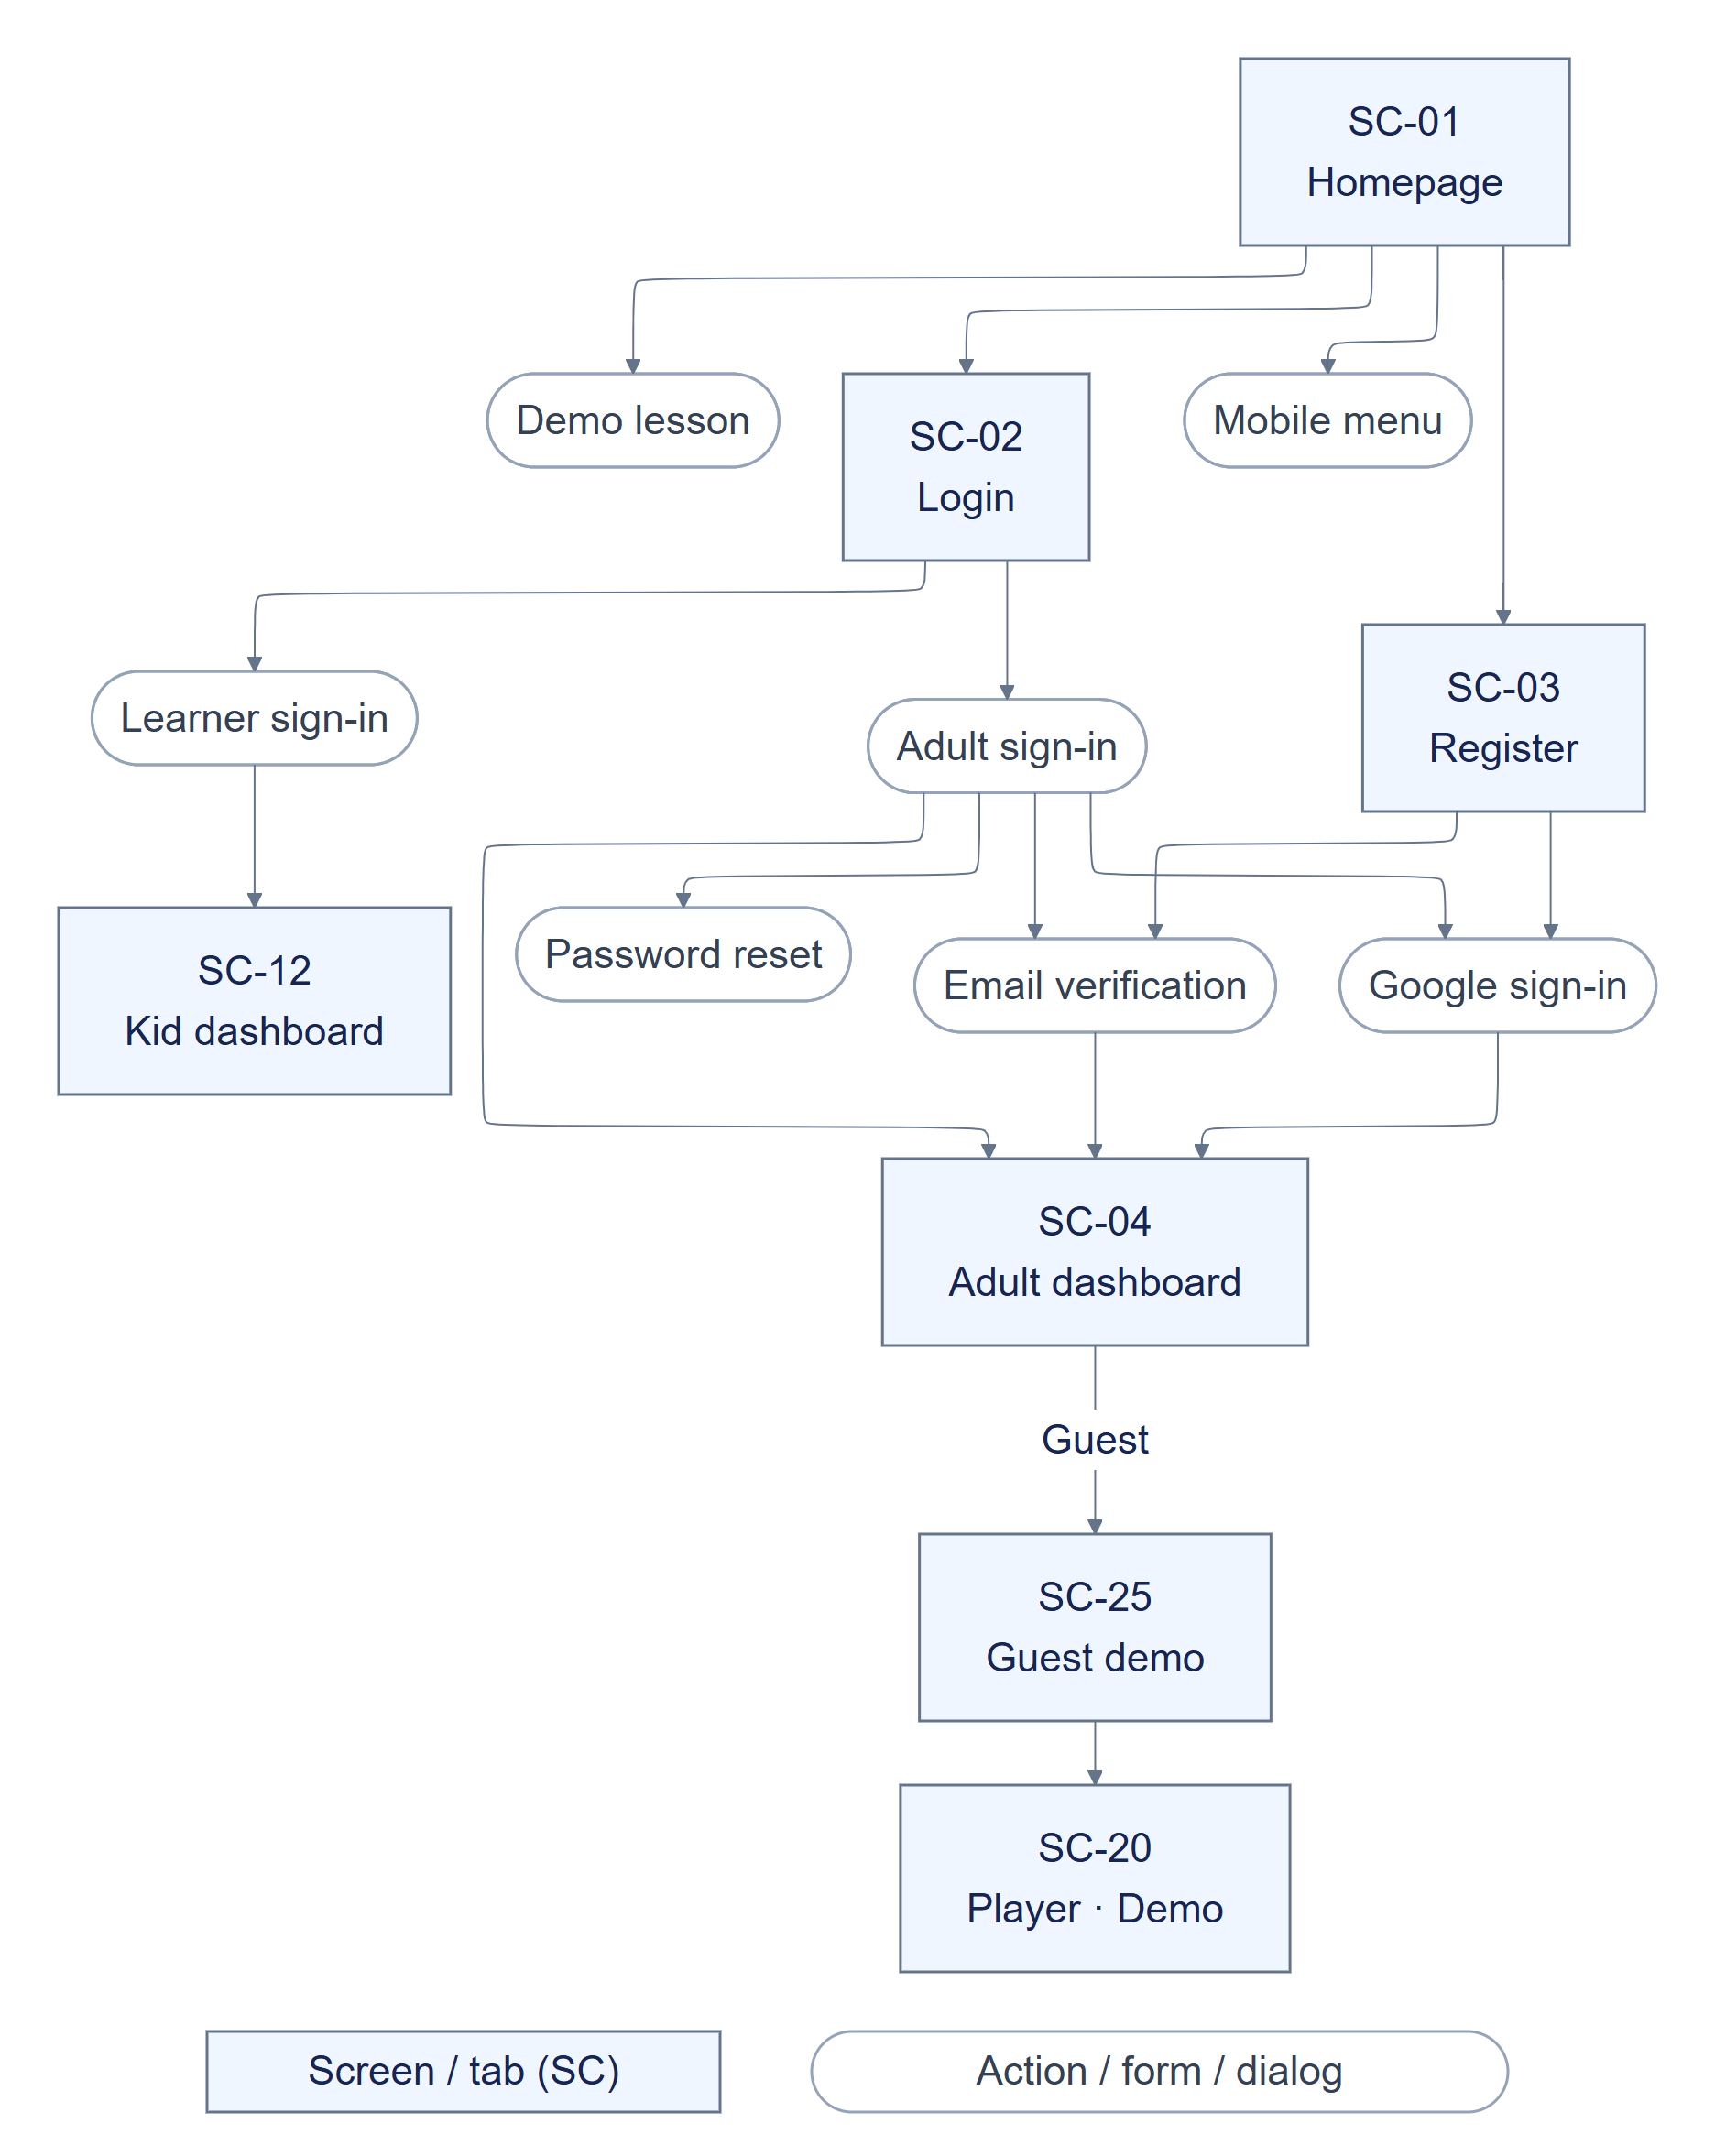 SC-01
Homepage
Demo lesson
SC-02
Login
Mobile menu
SC-03
Register
Learner sign-in
Adult sign-in
SC-12
Kid dashboard
Password reset
Email verification
Google sign-in
SC-04
Adult dashboard
Guest
SC-25
Guest demo
SC-20
Player · Demo
Screen / tab (SC)
Action / form / dialog